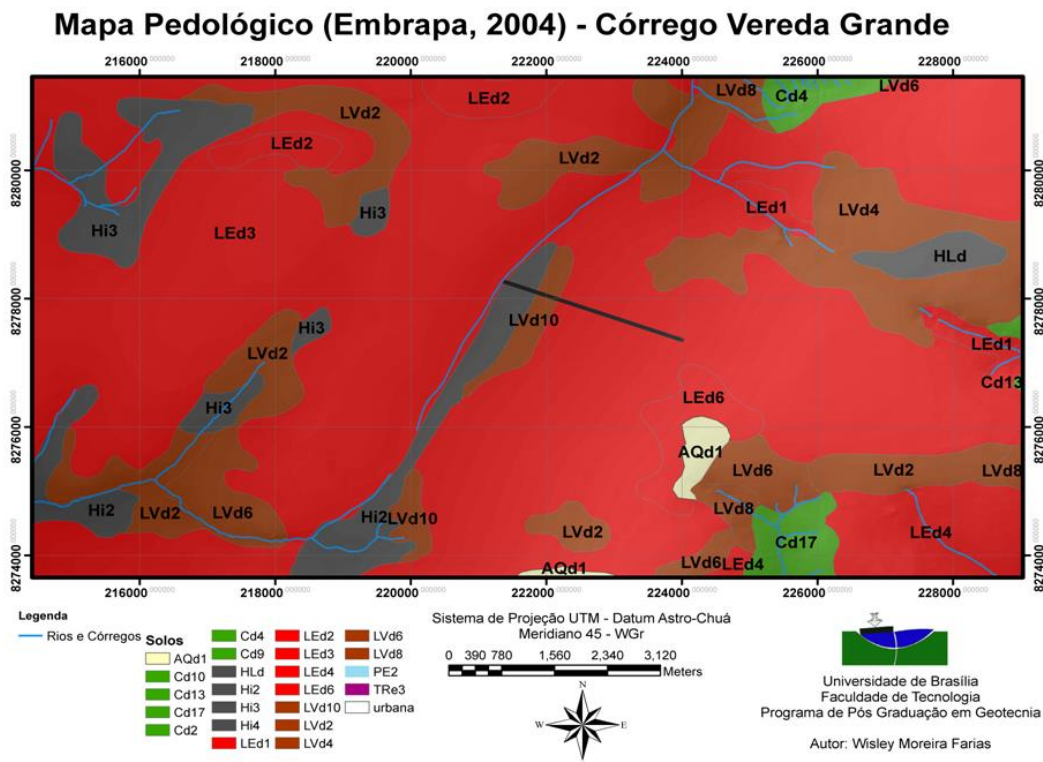 Mapa Pedológico (Embrapa, 2004) - Córrego Vereda Grande
216000 218000 220000 222000 224000 226000 228000
8280000 8280000
8278000 8278000
8276000 8276000
8274000 8274000
LEd2 LVd8 Cd4 LVd6
LVd2
LEd2 LVd2
Hi3 LEd1 LVd4
Hi3 LEd3
HLd
LVd10
Hi3
LVd2 LEd1
Cd13
LEd6
Hi3
AQd1
LVd6 LVd2 LVd8
Hi2 LVd2 LVd6 Hi2 LVd10 LVd8
LVd2 LEd4
Cd17
LVd6 LEd4
AQd1
216000 218000 220000 222000 224000 226000 228000
Legenda
Rios e Córregos
Solos
AQd1
Cd10
Cd13
Cd17
Cd2
Cd4
Cd9
HLd
Hi2
Hi3
Hi4
LEd1
LEd2
LEd3
LEd4
LEd6
LVd10
LVd2
LVd4
LVd6
LVd8
PE2
TRe3
urbana
Sistema de Projeção UTM - Datum Astro-Chuá
Meridiano 45 - WGr
0 390 780 1,560 2,340 3,120
Meters
N
W E
S
Universidade de Brasília
Faculdade de Tecnologia
Programa de Pós Graduação em Geotecnia
Autor: Wisley Moreira Farias